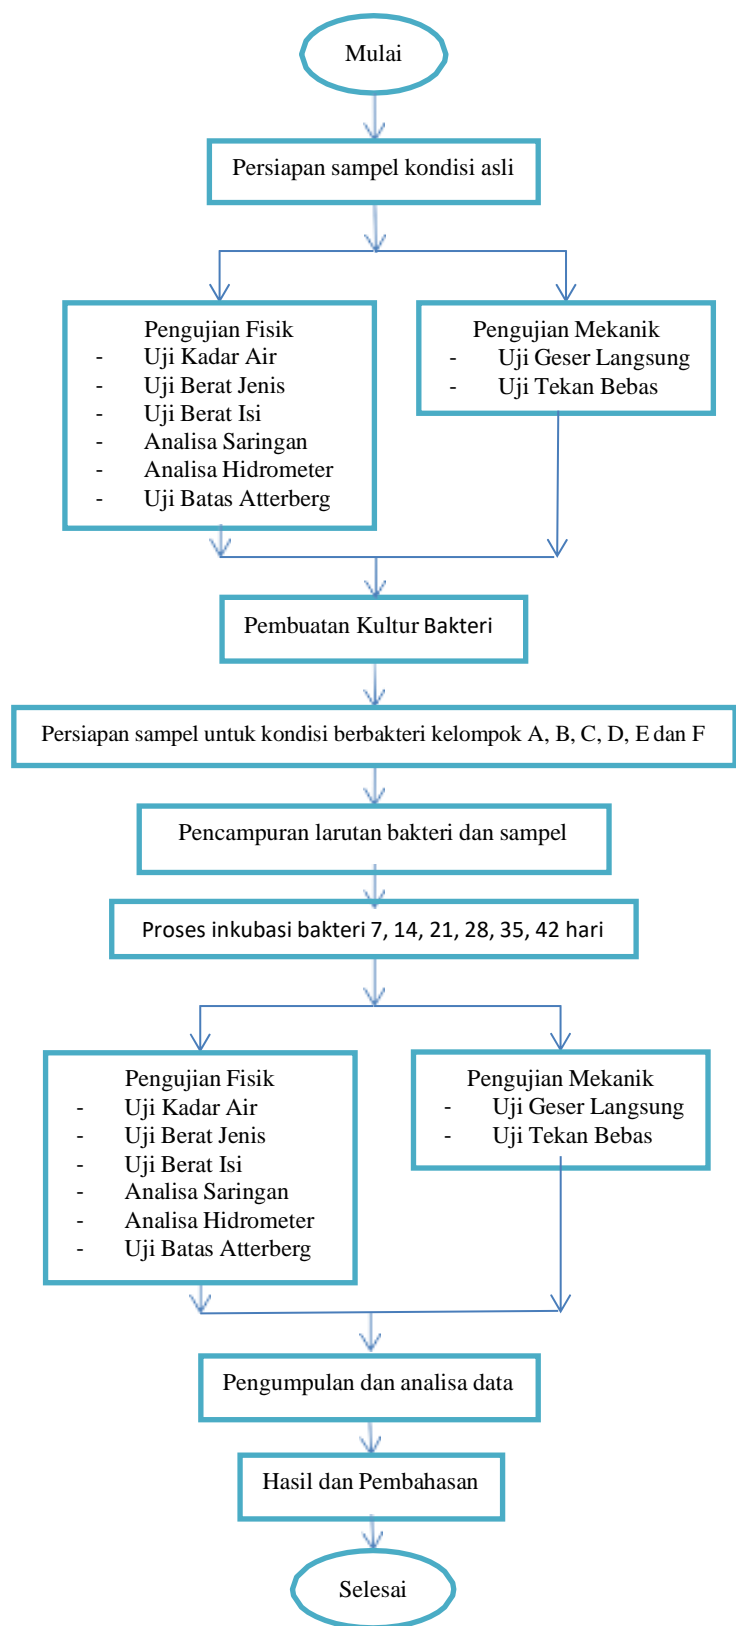 Mulai
Persiapan sampel kondisi asli
Pengujian Fisik
- Uji Kadar Air
- Uji Berat Jenis
- Uji Berat Isi
- Analisa Saringan
- Analisa Hidrometer
- Uji Batas Atterberg
Pengujian Mekanik
- Uji Geser Langsung
- Uji Tekan Bebas
Pembuatan Kultur Bakteri
Persiapan sampel untuk kondisi berbakteri kelompok A, B, C, D, E dan F
Pencampuran larutan bakteri dan sampel
Proses inkubasi bakteri 7, 14, 21, 28, 35, 42 hari
Pengujian Fisik
- Uji Kadar Air
- Uji Berat Jenis
- Uji Berat Isi
- Analisa Saringan
- Analisa Hidrometer
- Uji Batas Atterberg
Pengujian Mekanik
- Uji Geser Langsung
- Uji Tekan Bebas
Pengumpulan dan analisa data
Hasil dan Pembahasan
Selesai